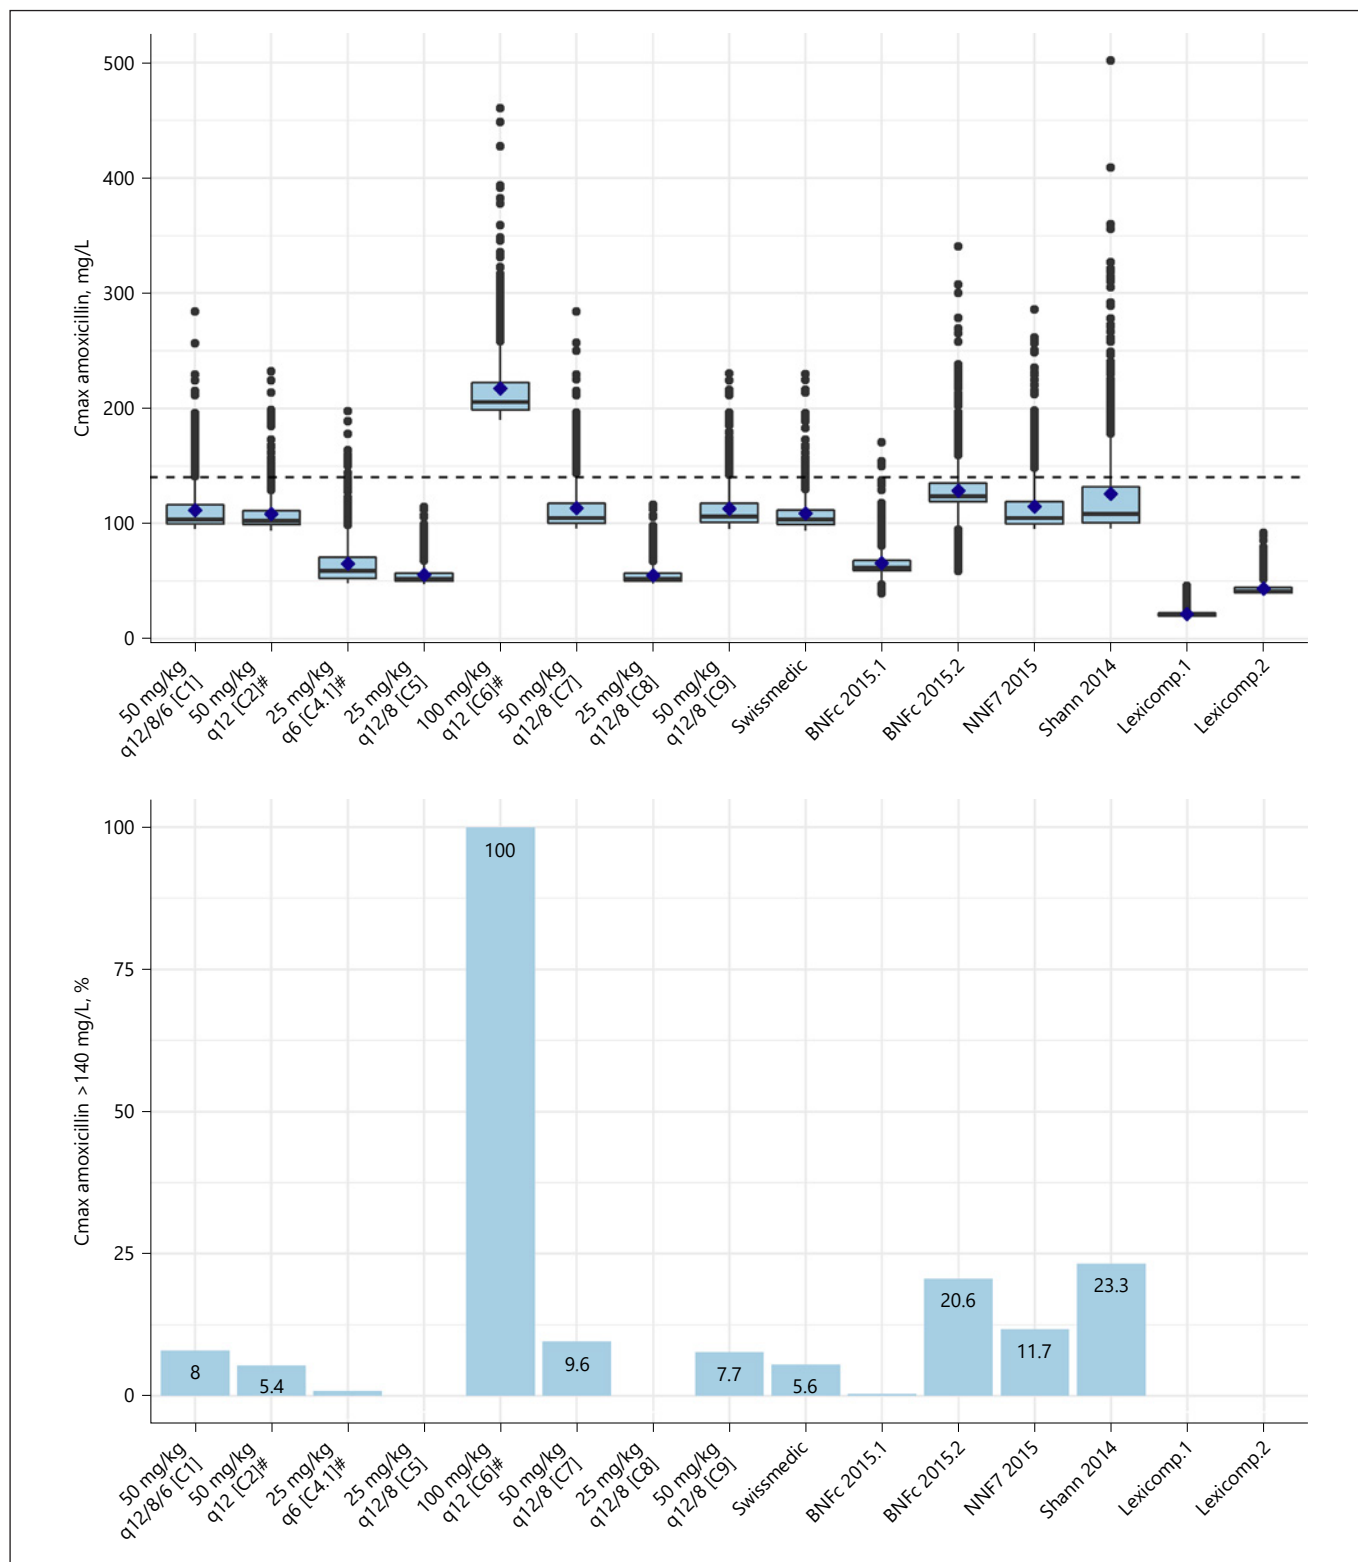 Cmax amoxicillin, mg/L
500
400
300
200
100
0
50 mg/kg
q12/8/6 [C1]
50 mg/kg
q12 [C2]#
25 mg/kg
q6 [C4.1]#
25 mg/kg
q12/8 [C5]
100 mg/kg
q12 [C6]#
50 mg/kg
q12/8 [C7]
25 mg/kg
q12/8 [C8]
50 mg/kg
q12/8 [C9]
Swissmedic
BNFc 2015.1
BNFc 2015.2
NNF7 2015
Shann 2014
Lexicomp.1
Lexicomp.2
Cmax amoxicillin >140 mg/L, %
100
75
50
25
0
8
5.4
100
9.6
7.7
5.6
20.6
11.7
23.3
50 mg/kg
q12/8/6 [C1]
50 mg/kg
q12 [C2]#
25 mg/kg
q6 [C4.1]#
25 mg/kg
q12/8 [C5]
100 mg/kg
q12 [C6]#
50 mg/kg
q12/8 [C7]
25 mg/kg
q12/8 [C8]
50 mg/kg
q12/8 [C9]
Swissmedic
BNFc 2015.1
BNFc 2015.2
NNF7 2015
Shann 2014
Lexicomp.1
Lexicomp.2